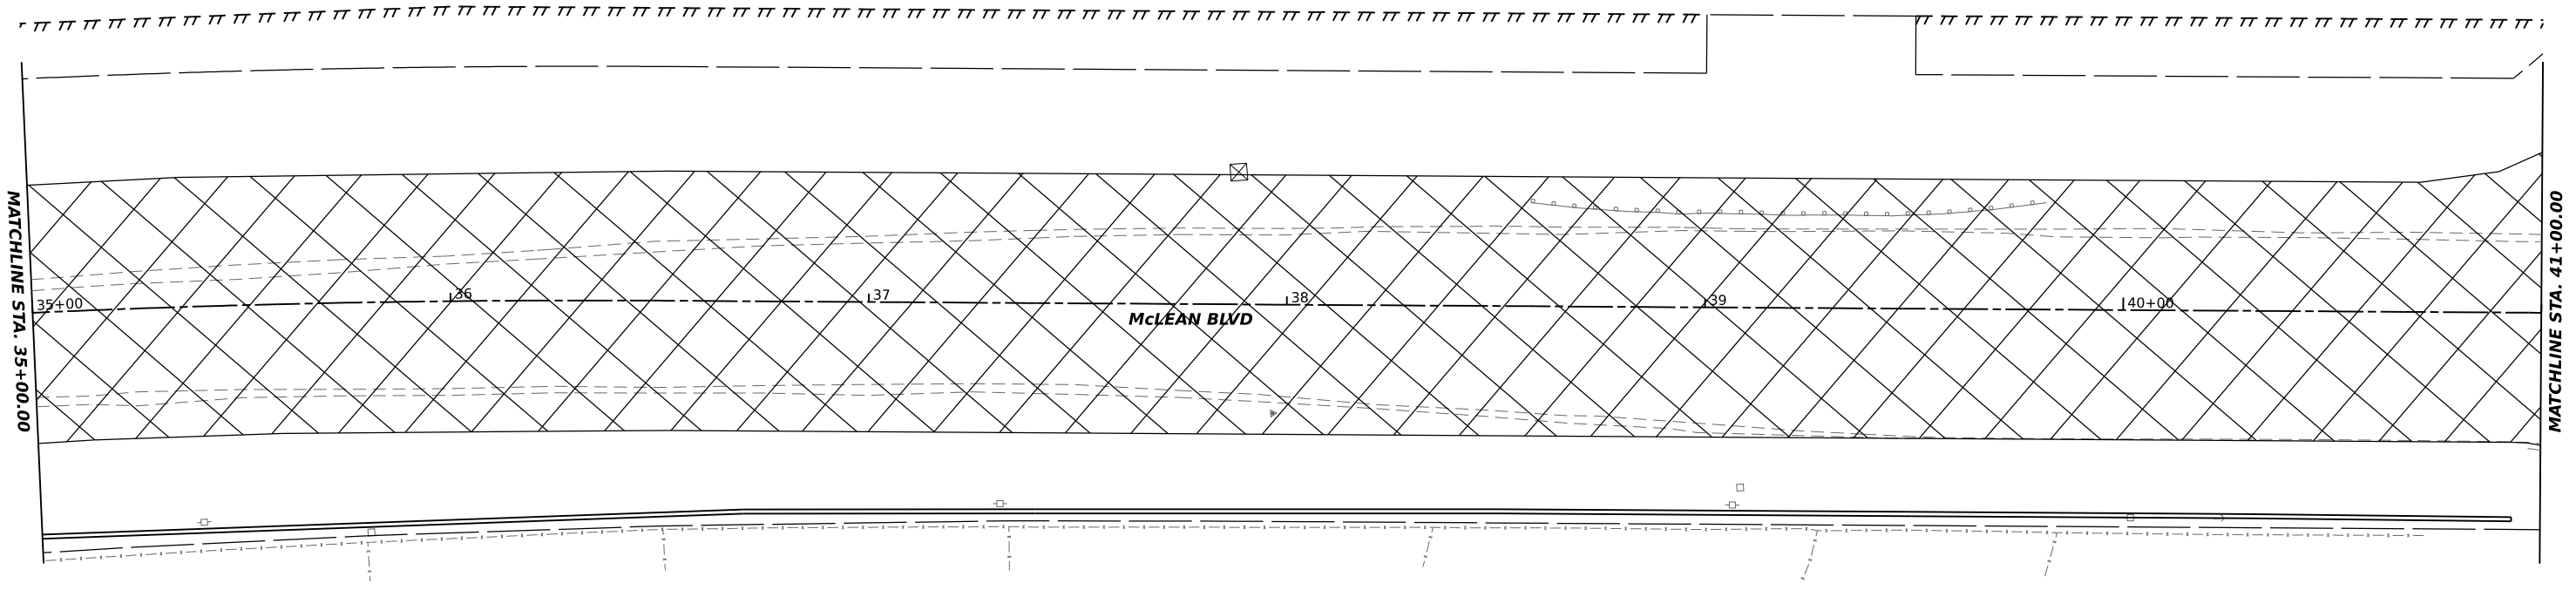 MATCHLINE STA. 35+00.00
35+00
36
37
38
39
40+00
McLEAN BLVD
MATCHLINE STA. 41+00.00